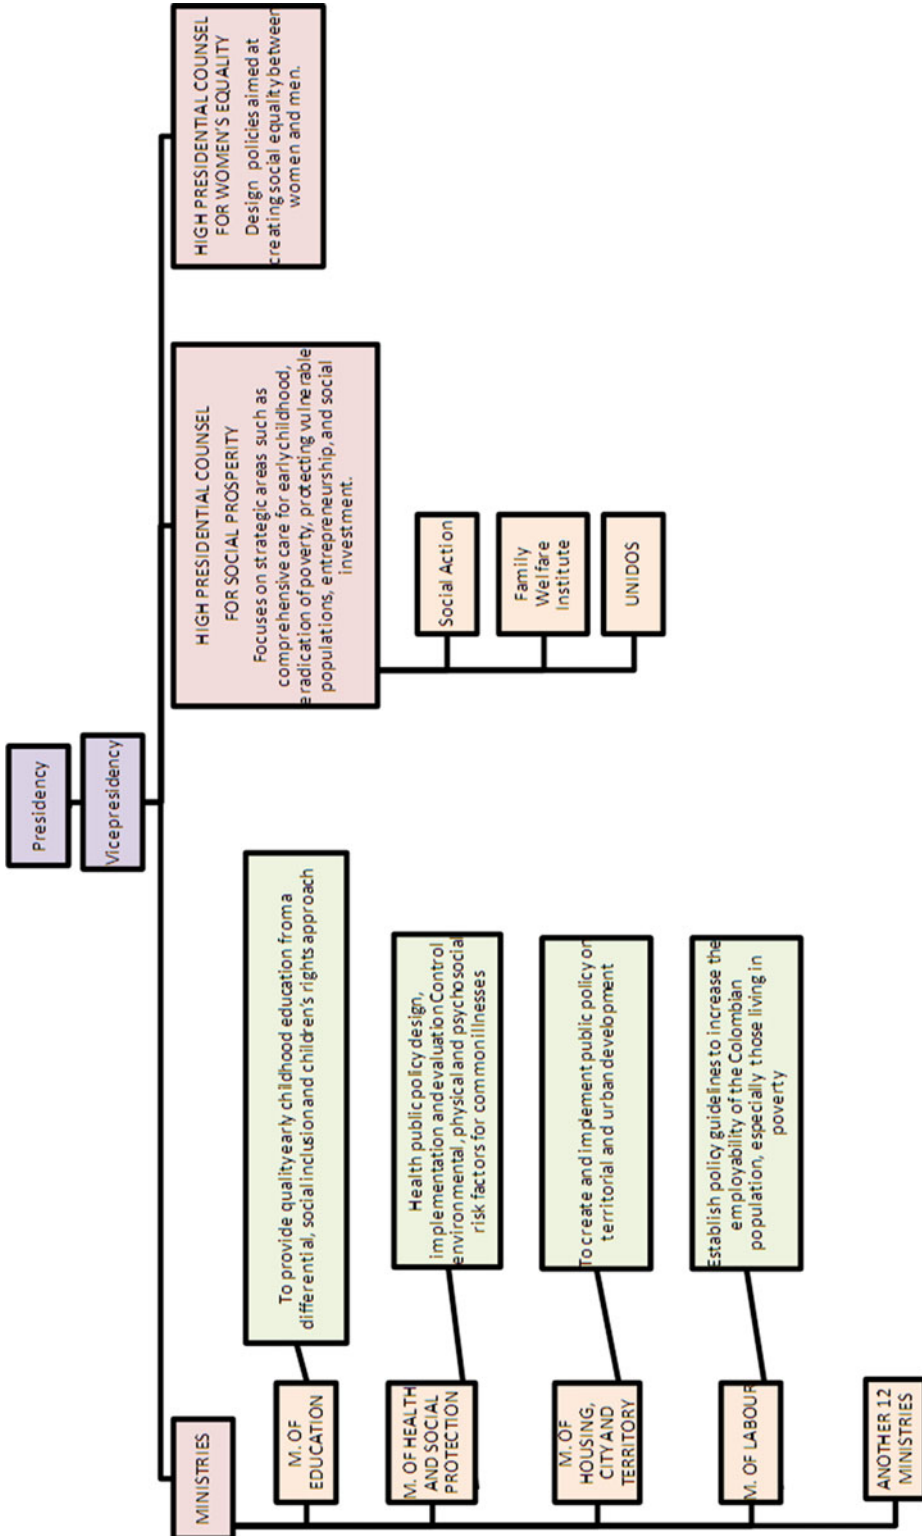 Presidency
Vicepresidency
MINISTRIES
M. OF
EDUCATION
To provide quality early childhood education from a
differential, social inclusion and children's rights approach
M. OF HEALTH
AND SOCIAL
PROTECTION
Health public policy design,
implementation and evaluation Control
environmental, physical and psychosocial
risk factors for common illnesses
M. OF
HOUSING,
CITY AND
TERRITORY
To create and implement public policy on
territorial and urban development
M. OF LABOUR
Establish policy guidelines to increase the
employability of the Colombian
population, especially those living in
poverty
ANOTHER 12
MINISTRIES
HIGH PRESIDENTIAL COUNSEL
FOR SOCIAL PROSPERITY
Focuses on strategic areas such as
comprehensive care for early childhood,
eradication of poverty, protecting vulnerable
populations, entrepreneurship, and social
investment.
Social Action
Family
Welfare
Institute
UNIDOS
HIGH PRESIDENTIAL COUNSEL
FOR WOMEN'S EQUALITY
Design policies aimed at
creating social equality between
women and men.